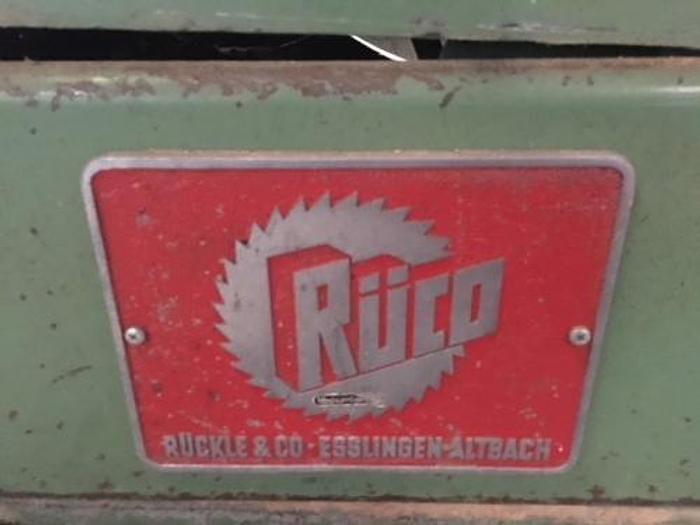 RÜCO
RÜCKLE & CO - ESSLINGEN-ALTBACH